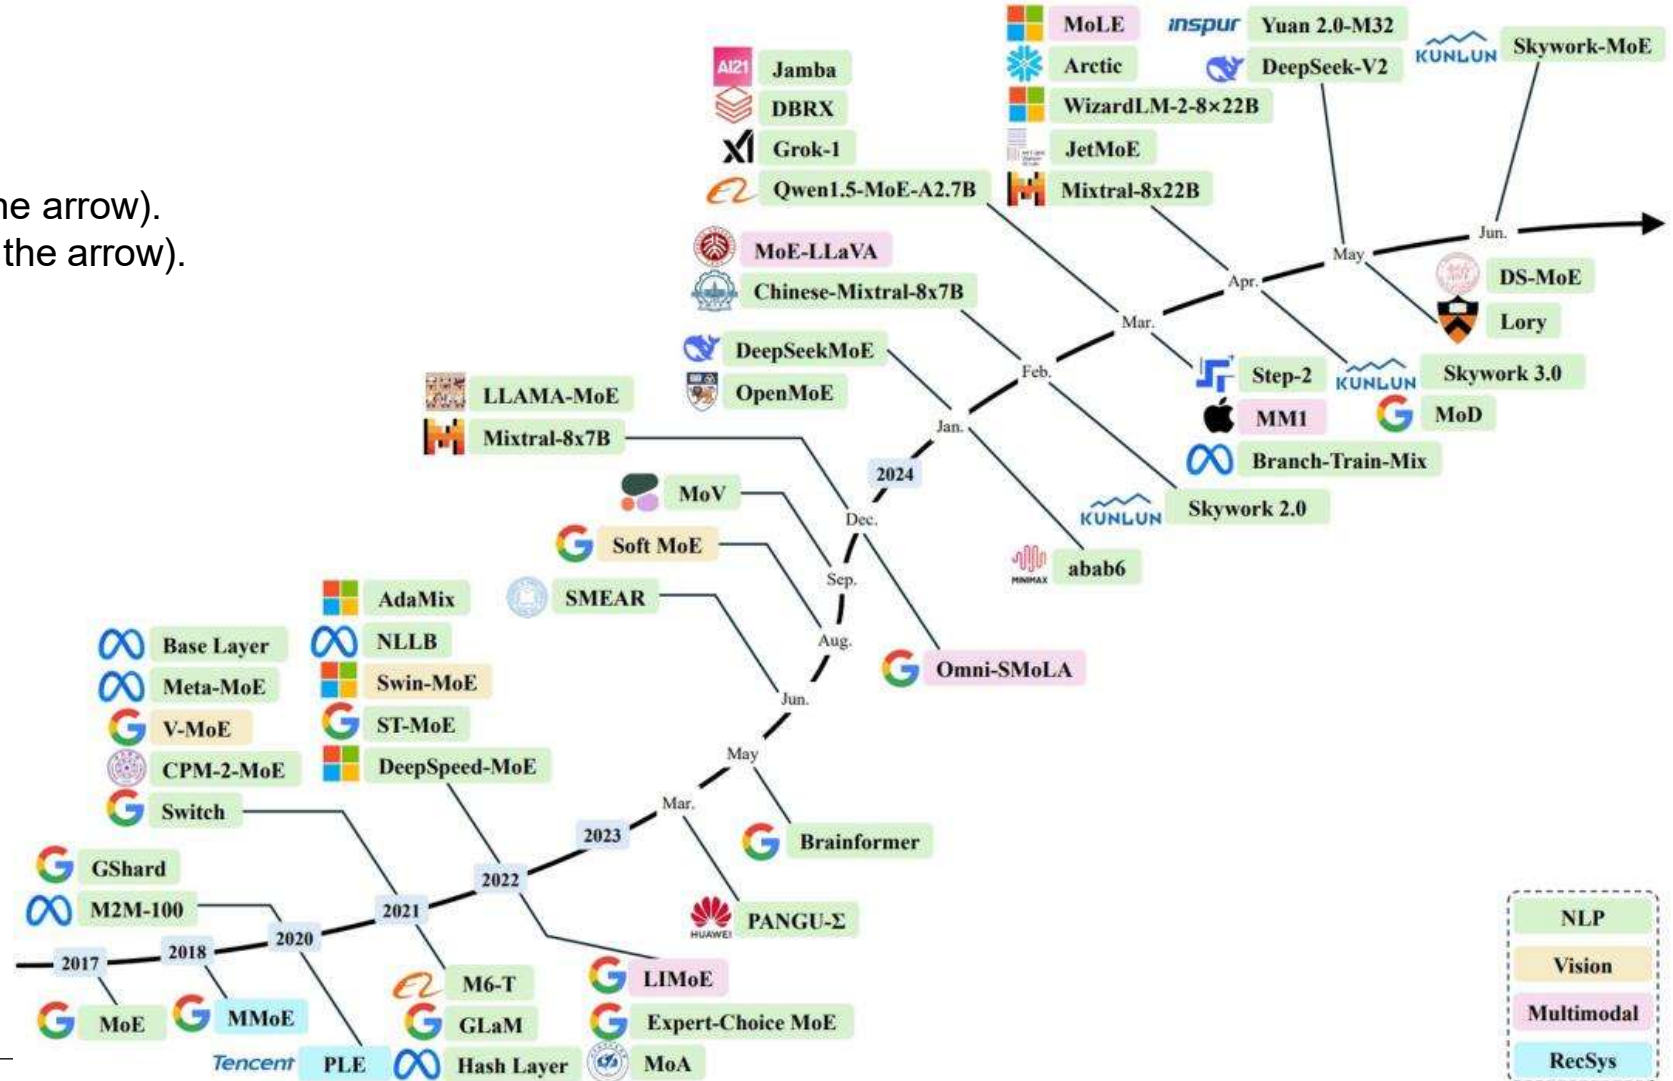 MoLE
inspur Yuan 2.0-M32
KUNLUN Skywork-MoE
AI21 Jamba
Arctic
DeepSeek-V2
DBRX
WizardLM-2-8×22B
Grok-1
JetMoE
Qwen1.5-MoE-A2.7B
Mixtral-8x22B
he arrow).
the arrow).
Jun.
MoE-LLaVA
May
DS-MoE
Chinese-Mixtral-8x7B
Apr.
Lory
Mar.
DeepSeekMoE
Feb.
Step-2
KUNLUN Skywork 3.0
LLAMA-MoE
OpenMoE
MM1
MoD
Mixtral-8x7B
Jan.
Branch-Train-Mix
2024
MoV
KUNLUN Skywork 2.0
Dec.
Soft MoE
MINIMAX abab6
Sep.
AdaMix
SMEAR
Base Layer
NLLB
Aug.
Omni-SMoLA
Meta-MoE
Swin-MoE
Jun.
V-MoE
ST-MoE
CPM-2-MoE
DeepSpeed-MoE
May
Switch
Mar.
2023
Brainformer
GShard
2022
M2M-100
2021
HUAWEI PANGU-Σ
NLP
2020
2018
2017
Vision
M6-T
LIMoE
MoE
MMoE
GLaM
Expert-Choice MoE
Multimodal
Tencent PLE
Hash Layer
MoA
RecSys